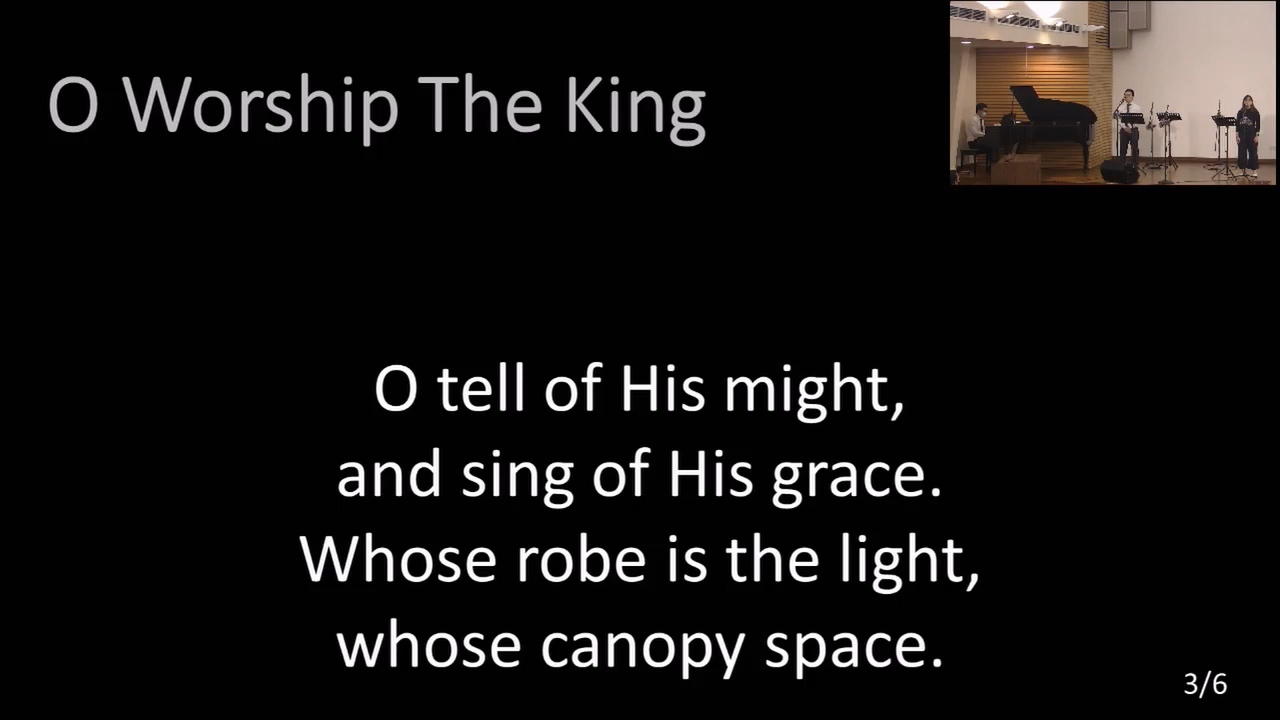 O Worship The King
O tell of His might,
and sing of His grace.
Whose robe is the light,
whose canopy space.
3/6